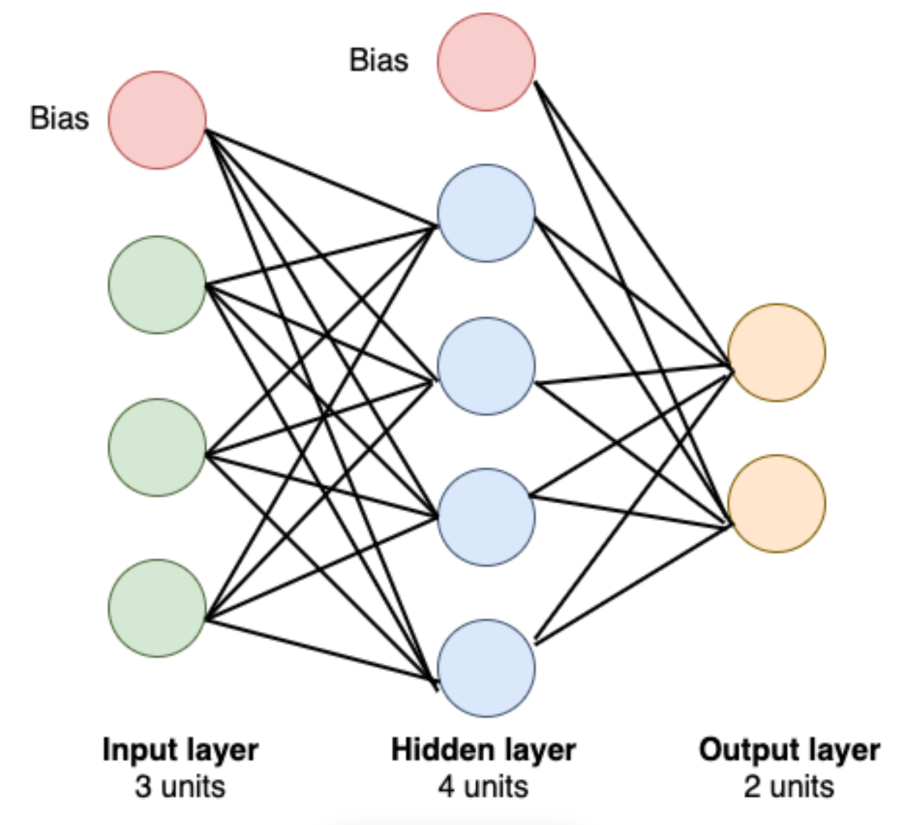 Bias
Bias
Input layer
3 units
Hidden layer
4 units
Output layer
2 units